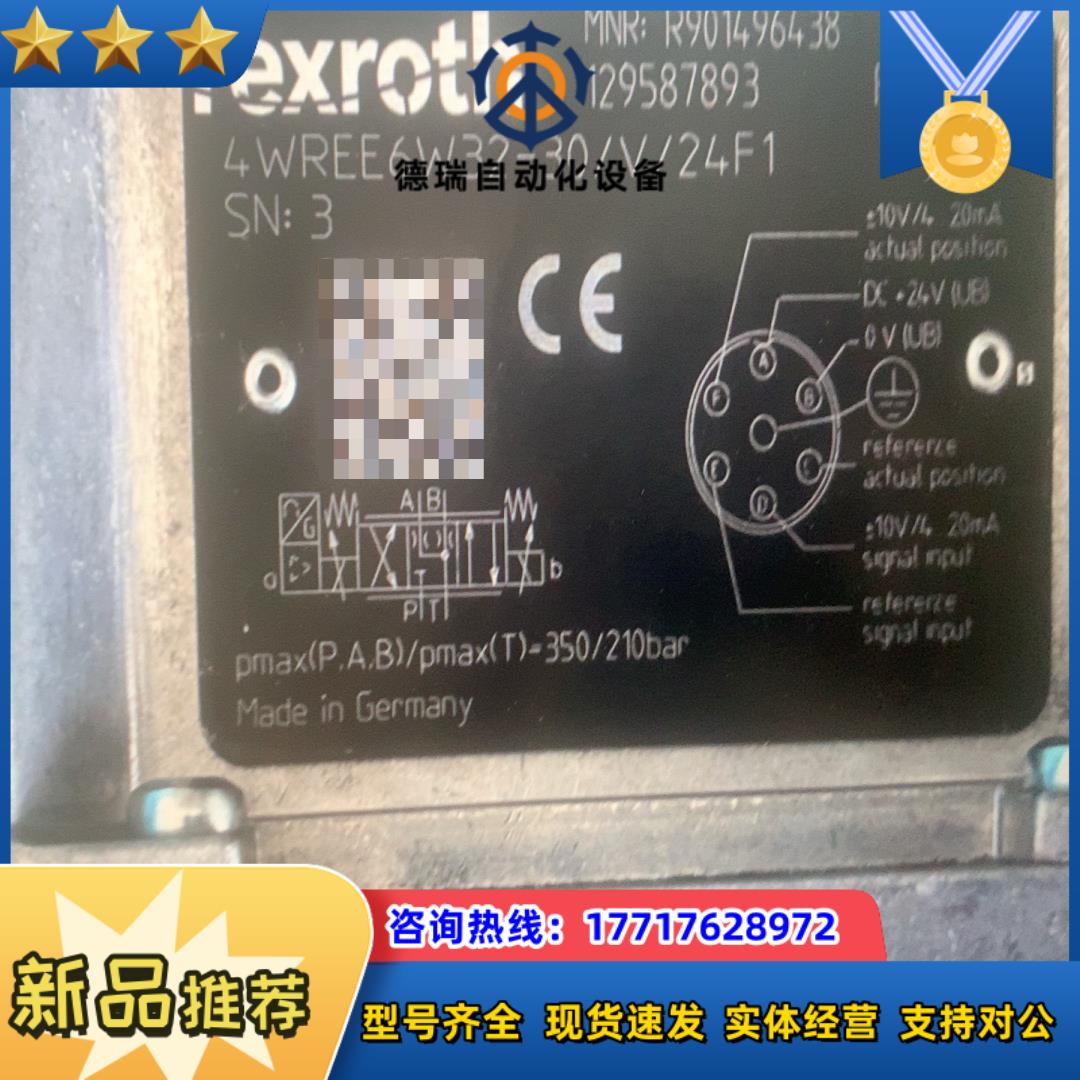 MNR: R901496438
rexroth
129587893
4WREE6W32-30/V/24F1
德瑞自动化设备
SN: 3
CE
±10V/4 20mA
actual position
DC +24V (UB)
0 V (UB)
A
F
B
E
C
D
reference
actual position
±10V/4 20mA
signal input
reference
signal input
A B
G
a
b
P T
pmax(P,A,B)/pmax(T)=350/210bar
Made in Germany
咨询热线：17717628972
新品推荐
型号齐全 现货速发 实体经营 支持对公